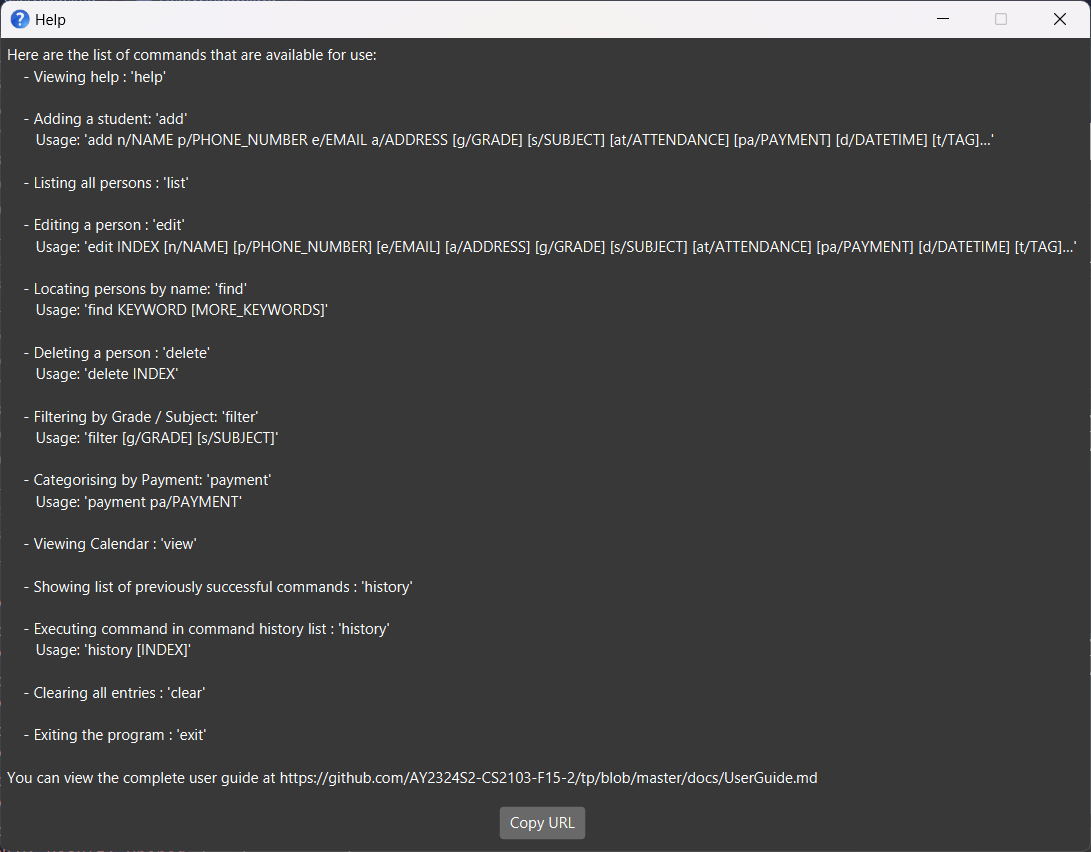 Help
Here are the list of commands that are available for use:
- Viewing help : 'help'
- Adding a student: 'add'
Usage: 'add n/NAME p/PHONE_NUMBER e/EMAIL a/ADDRESS [g/GRADE] [s/SUBJECT] [at/ATTENDANCE] [pa/PAYMENT] [d/DATETIME] [t/TAG]...'
- Listing all persons : 'list'
- Editing a person : 'edit'
Usage: 'edit INDEX [n/NAME] [p/PHONE_NUMBER] [e/EMAIL] [a/ADDRESS] [g/GRADE] [s/SUBJECT] [at/ATTENDANCE] [pa/PAYMENT] [d/DATETIME] [t/TAG]...'
- Locating persons by name: 'find'
Usage: 'find KEYWORD [MORE_KEYWORDS]'
- Deleting a person : 'delete'
Usage: 'delete INDEX'
- Filtering by Grade / Subject: 'filter'
Usage: 'filter [g/GRADE] [s/SUBJECT]'
- Categorising by Payment: 'payment'
Usage: 'payment pa/PAYMENT'
- Viewing Calendar : 'view'
- Showing list of previously successful commands : 'history'
- Executing command in command history list : 'history'
Usage: 'history [INDEX]'
- Clearing all entries : 'clear'
- Exiting the program : 'exit'
You can view the complete user guide at https://github.com/AY2324S2-CS2103-F15-2/tp/blob/master/docs/UserGuide.md
Copy URL